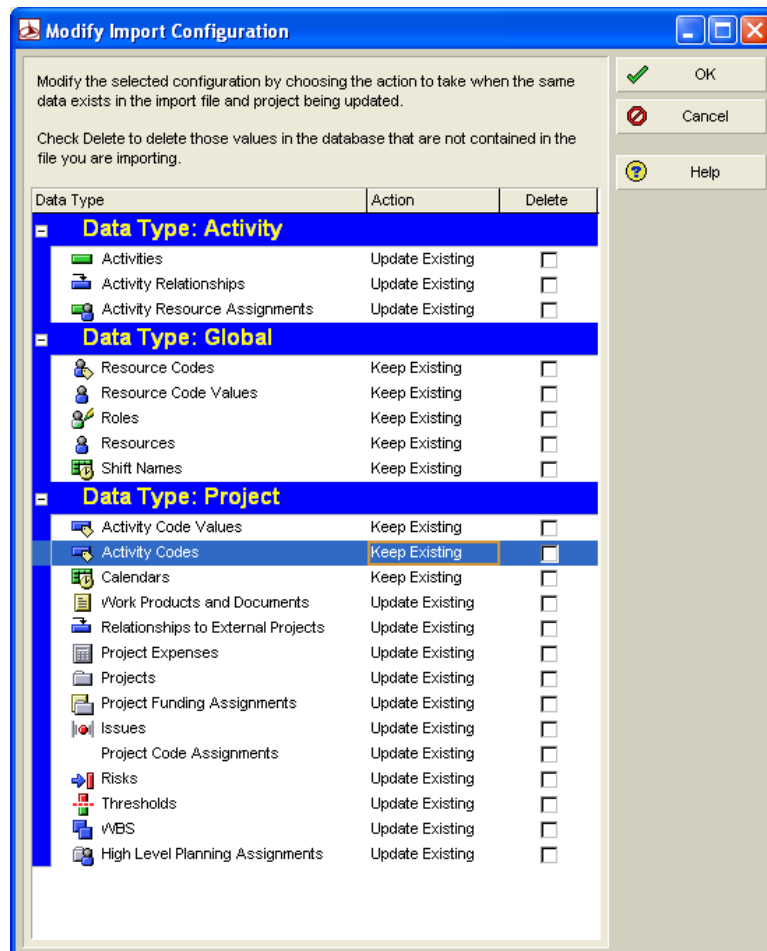 Modify Import Configuration
Modify the selected configuration by choosing the action to take when the same
data exists in the import file and project being updated.
Check Delete to delete those values in the database that are not contained in the
file you are importing.
OK
Cancel
Help
Data Type Action Delete
Data Type: Activity
Activities Update Existing
Activity Relationships Update Existing
Activity Resource Assignments Update Existing
Data Type: Global
Resource Codes Keep Existing
Resource Code Values Keep Existing
Roles Keep Existing
Resources Keep Existing
Shift Names Keep Existing
Data Type: Project
Activity Code Values Keep Existing
Activity Codes Keep Existing
Calendars Keep Existing
Work Products and Documents Update Existing
Relationships to External Projects Update Existing
Project Expenses Update Existing
Projects Update Existing
Project Funding Assignments Update Existing
Issues Update Existing
Project Code Assignments Update Existing
Risks Update Existing
Thresholds Update Existing
WBS Update Existing
High Level Planning Assignments Update Existing